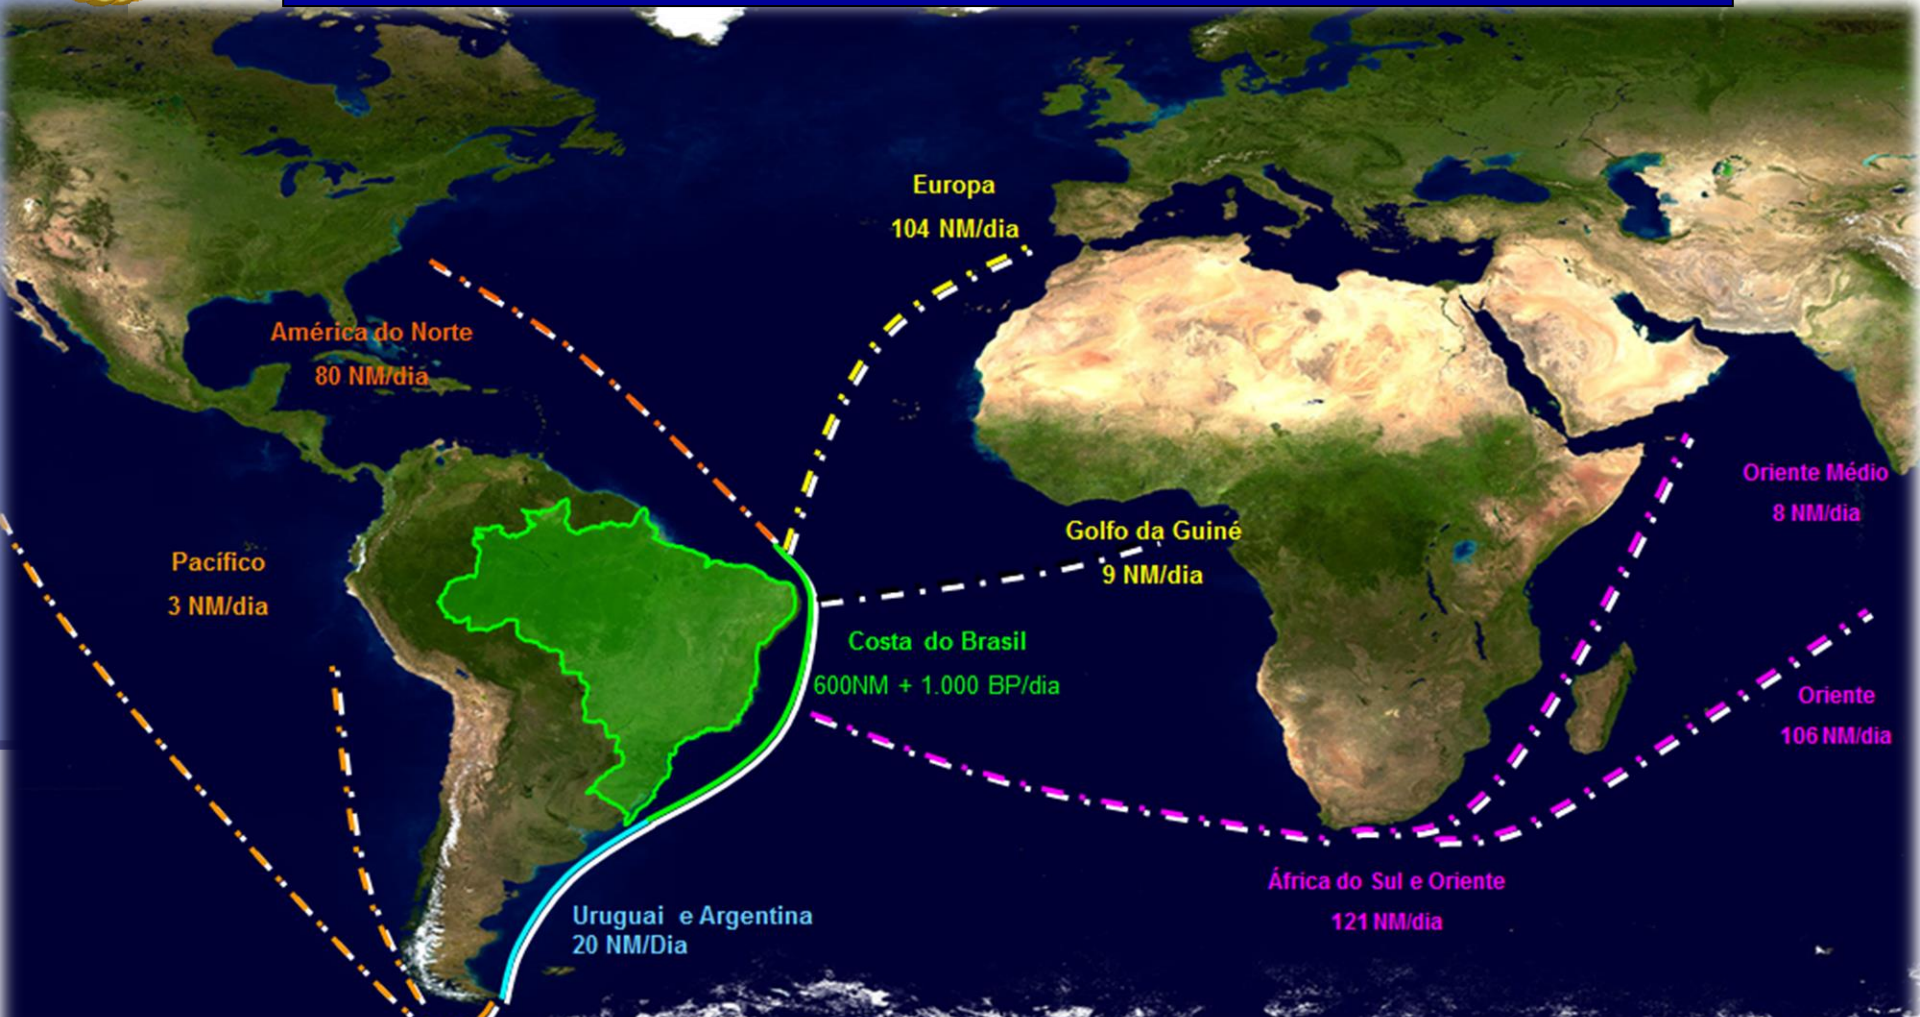 Europa
104 NM/dia
América do Norte
80 NM/dia
Oriente Médio
8 NM/dia
Golfo da Guiné
9 NM/dia
Pacífico
3 NM/dia
Costa do Brasil
600NM + 1.000 BP/dia
Oriente
106 NM/dia
África do Sul e Oriente
121 NM/dia
Uruguai e Argentina
20 NM/Dia